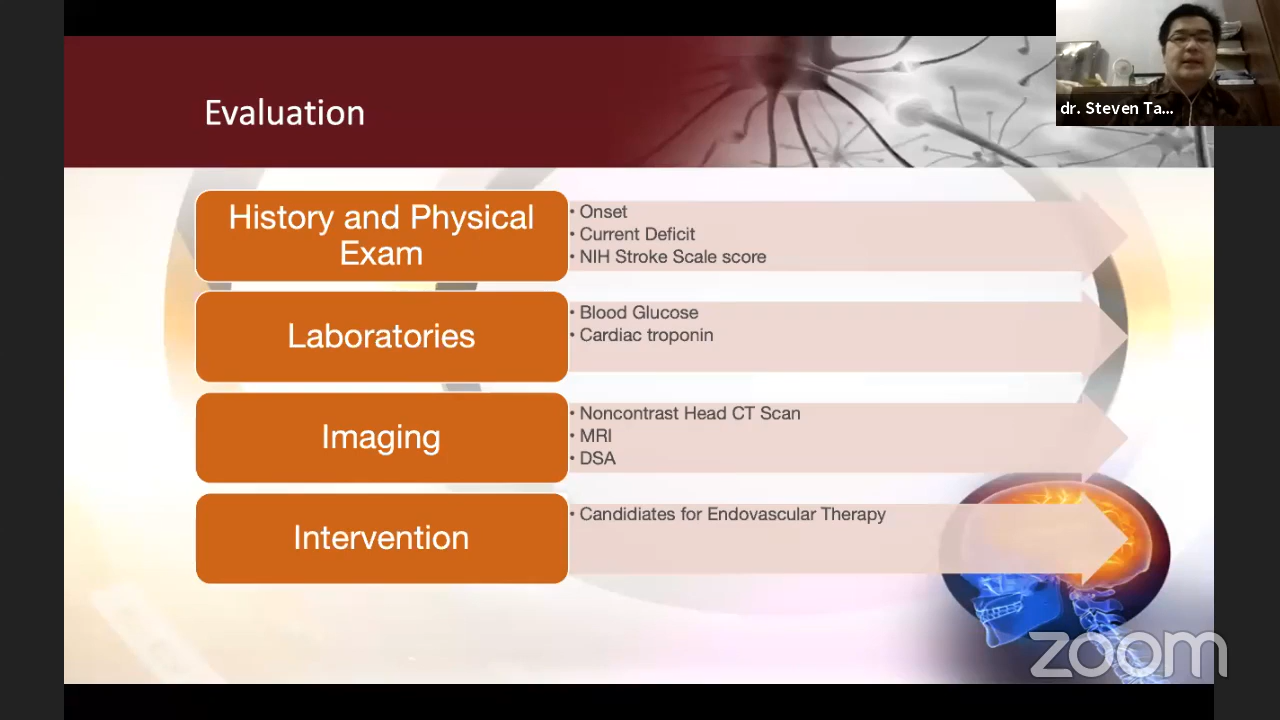 dr. Steven Ta...
Evaluation
History and Physical
Exam
• Onset
• Current Deficit
• NIH Stroke Scale score
Laboratories
• Blood Glucose
• Cardiac troponin
Imaging
• Noncontrast Head CT Scan
• MRI
• DSA
Intervention
• Candidiates for Endovascular Therapy
zoom